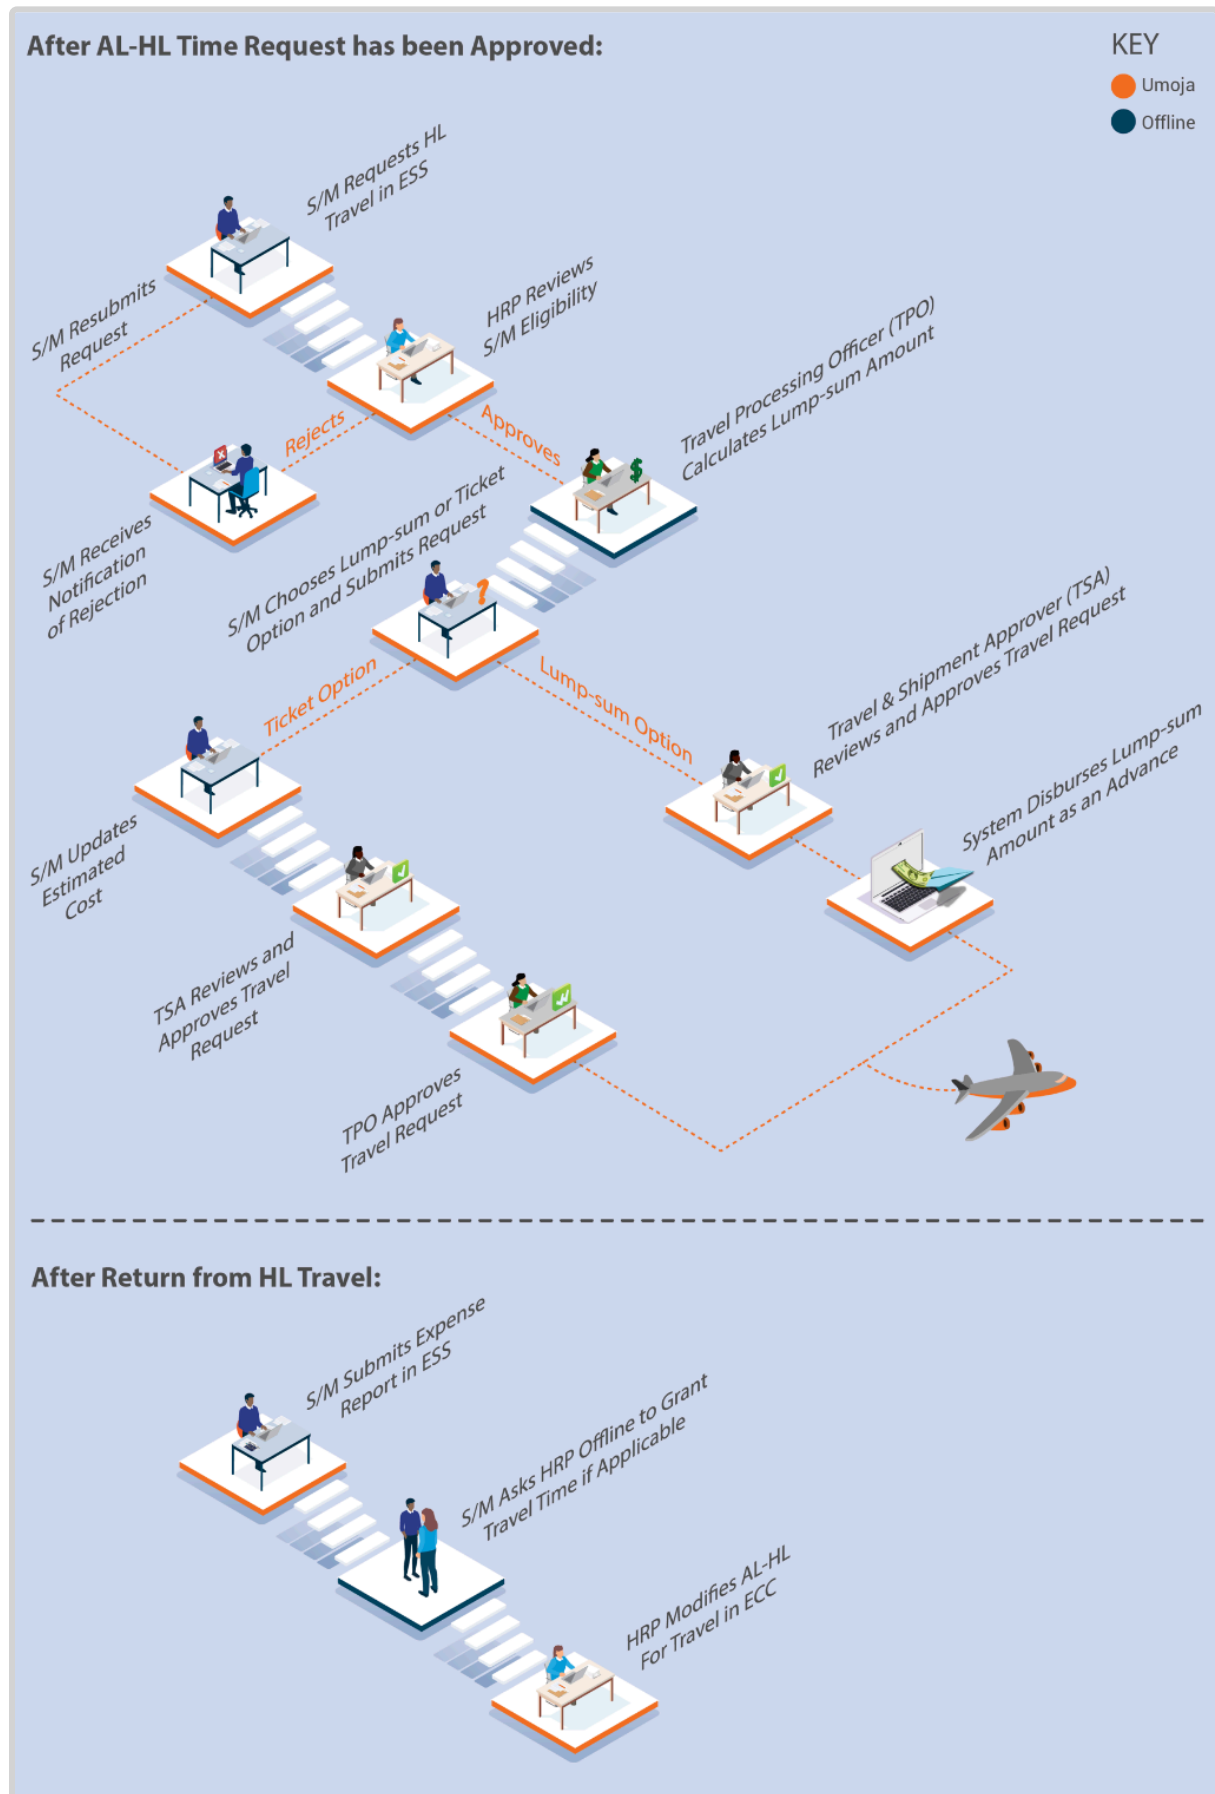 After AL-HL Time Request has been Approved:
KEY
Umoja
Offline
S/M Requests HL
Travel in ESS
S/M Resubmits
Request
HRP Reviews
S/M Eligibility
Travel Processing Officer (TPO)
Calculates Lump-sum Amount
Rejects
Approves
S/M Receives
Notification
of Rejection
S/M Chooses Lump-sum or Ticket
Option and Submits Request
Ticket Option
Lump-sum Option
Travel & Shipment Approver (TSA)
Reviews and Approves Travel Request
System Disburses Lump-sum
Amount as an Advance
S/M Updates
Estimated
Cost
TSA Reviews and
Approves Travel
Request
TPO Approves
Travel Request
After Return from HL Travel:
S/M Submits Expense
Report in ESS
S/M Asks HRP Offline to Grant
Travel Time if Applicable
HRP Modifies AL-HL
For Travel in ECC